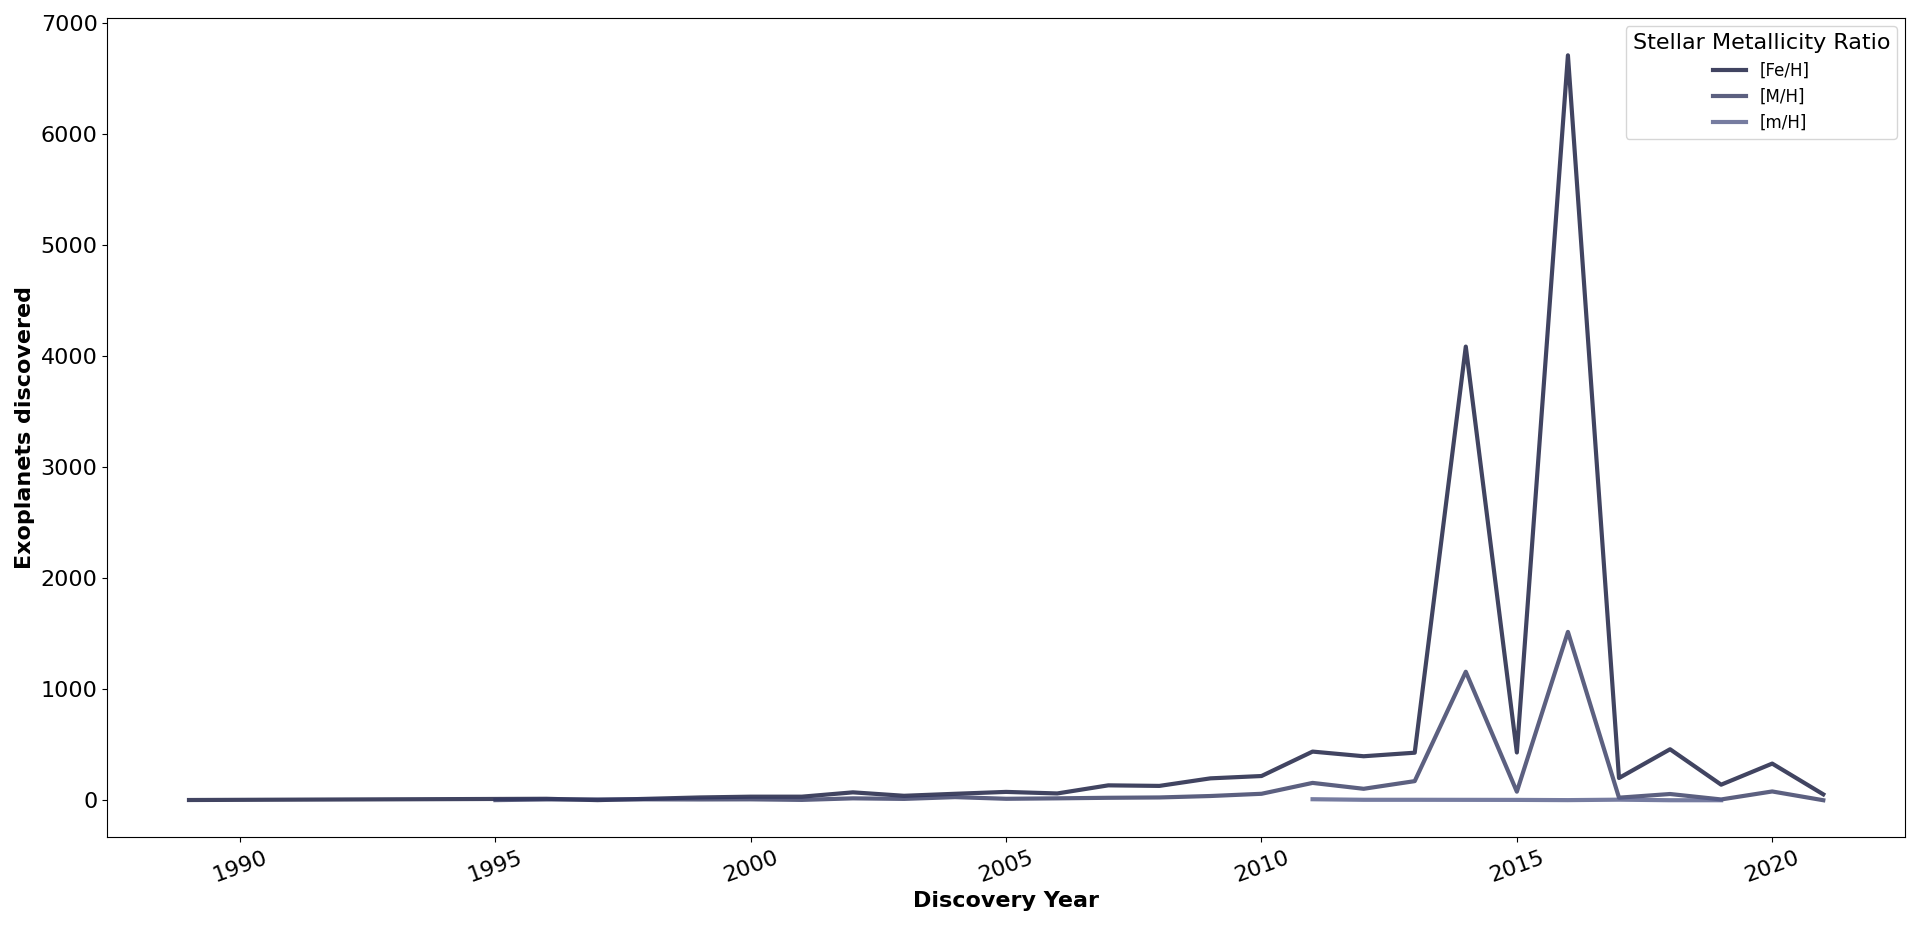 7000
6000
5000
4000
3000
2000
1000
0
Exoplanets discovered
Stellar Metallicity Ratio
[Fe/H]
[M/H]
[m/H]
1990 1995 2000 2005 2010 2015 2020
Discovery Year